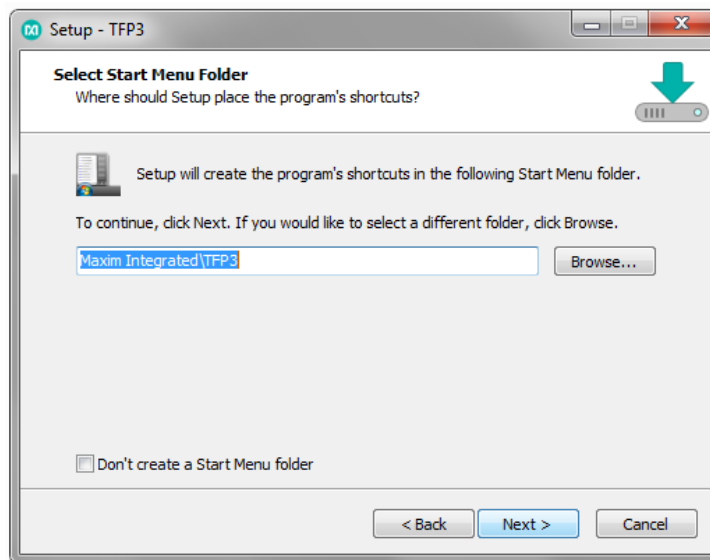 Setup - TFP3
Select Start Menu Folder
Where should Setup place the program's shortcuts?
Setup will create the program's shortcuts in the following Start Menu folder.
To continue, click Next. If you would like to select a different folder, click Browse.
Maxim Integrated\TFP3
Browse...
Don't create a Start Menu folder
< Back
Next >
Cancel